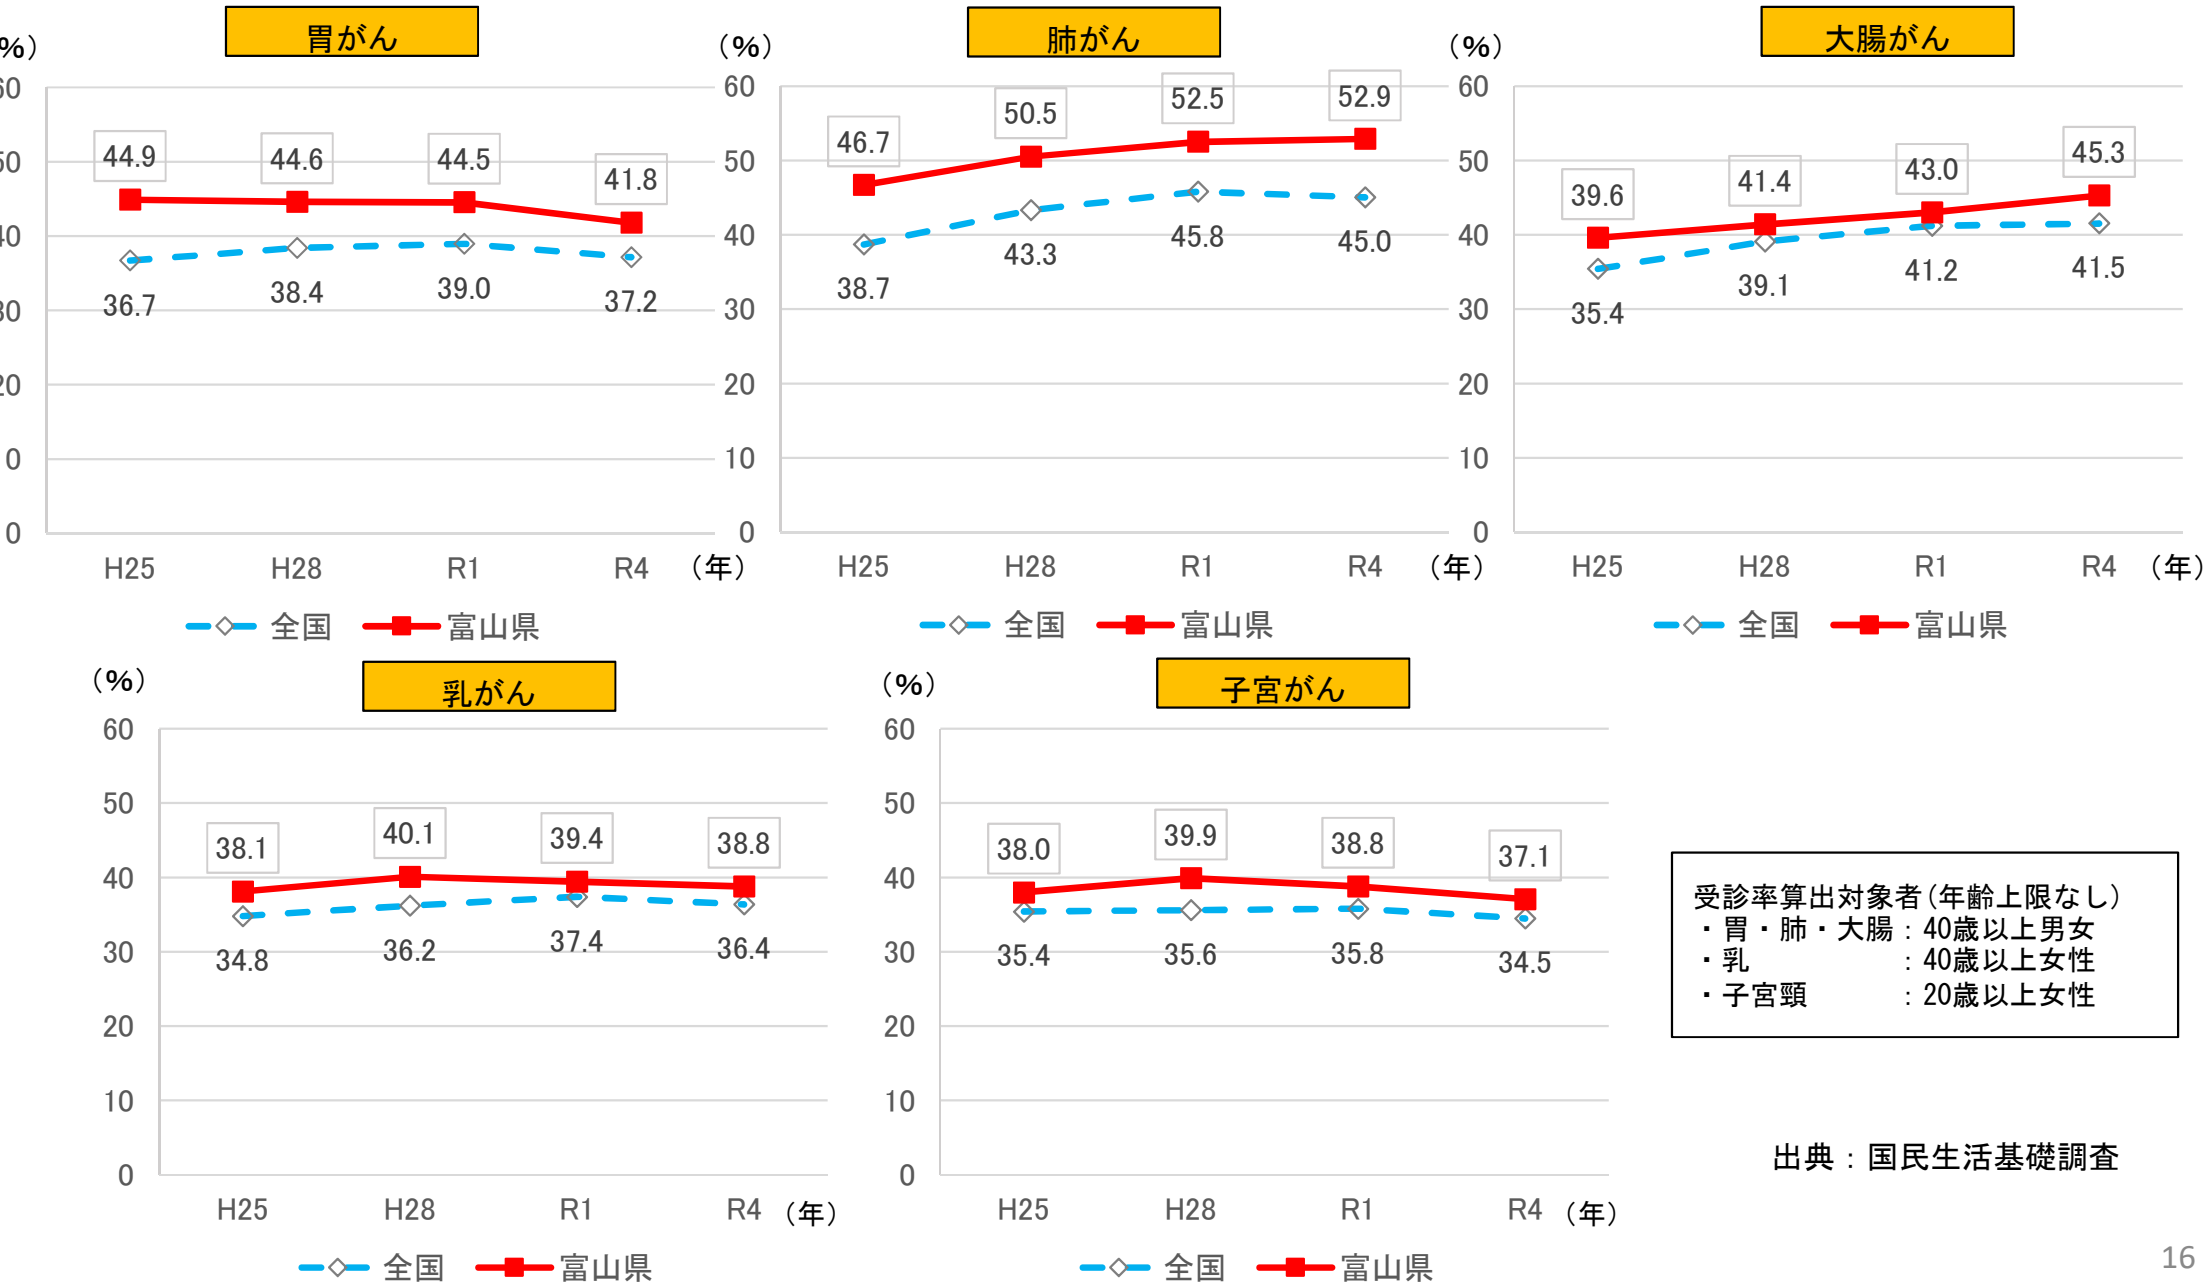 胃がん
%)
60
50
40
30
20
0
0
44.9
44.6
44.5
41.8
36.7
38.4
39.0
37.2
H25
H28
R1
R4
(年)
全国
富山県
肺がん
(%)
60
50
40
30
20
10
0
46.7
50.5
52.5
52.9
38.7
43.3
45.8
45.0
H25
H28
R1
R4
(年)
全国
富山県
大腸がん
(%)
60
50
40
30
20
10
0
39.6
41.4
43.0
45.3
35.4
39.1
41.2
41.5
H25
H28
R1
R4
(年)
全国
富山県
乳がん
(%)
60
50
40
30
20
10
0
38.1
40.1
39.4
38.8
34.8
36.2
37.4
36.4
H25
H28
R1
R4
(年)
全国
富山県
子宮がん
(%)
60
50
40
30
20
10
0
38.0
39.9
38.8
37.1
35.4
35.6
35.8
34.5
H25
H28
R1
R4
(年)
全国
富山県
受診率算出対象者(年齢上限なし)
・胃・肺・大腸：40歳以上男女
・乳　　　　　：40歳以上女性
・子宮頸　　　：20歳以上女性
出典：国民生活基礎調査
16